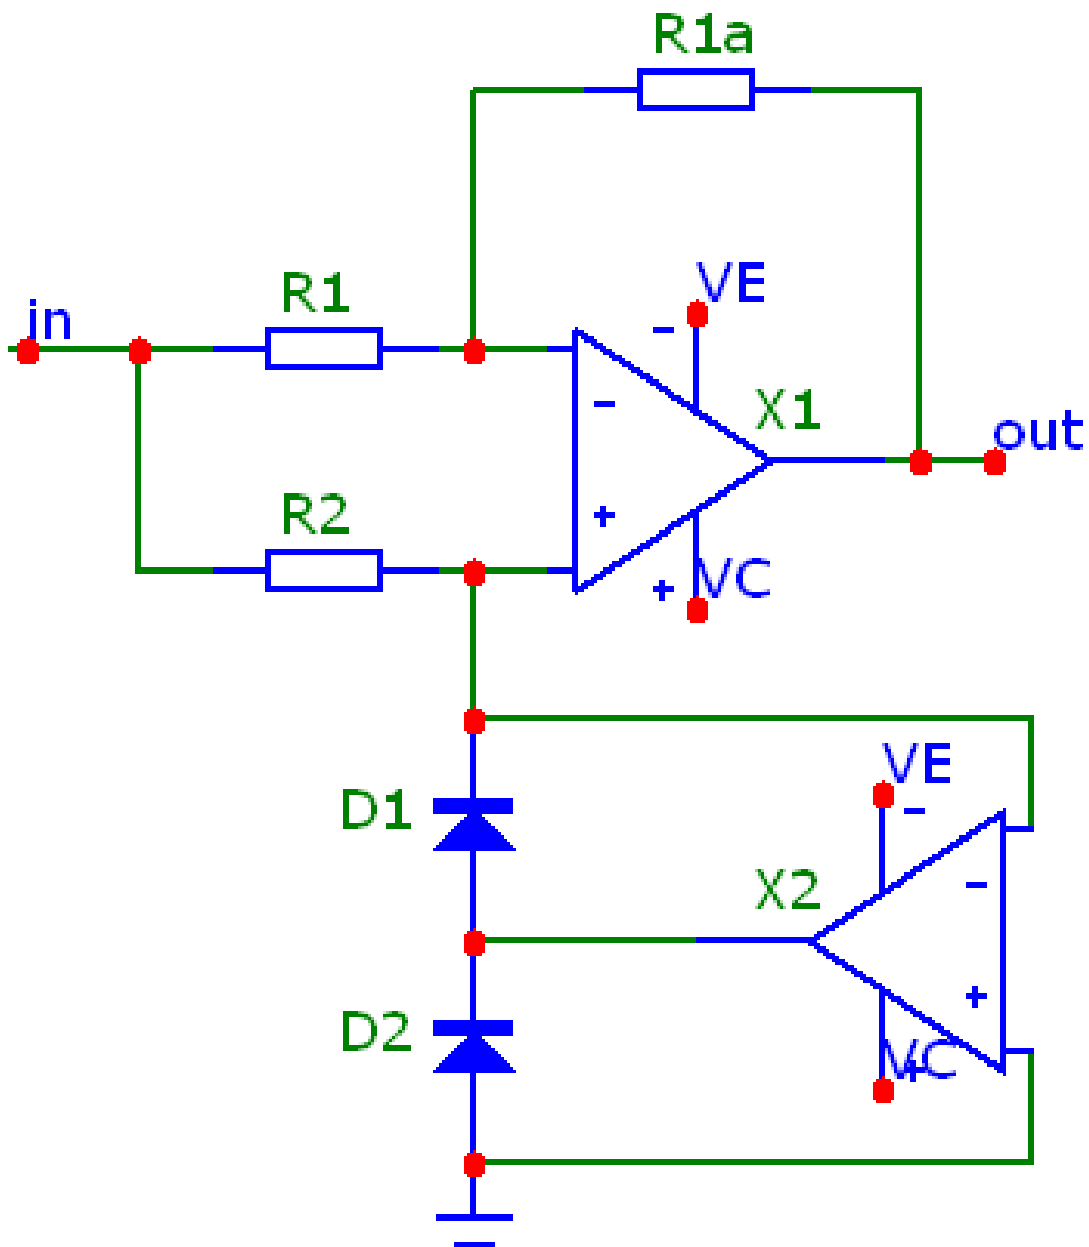 R1a
R1
in
VE
-
-
X1
out
R2
+
+
VC
D1
VE
-
X2
-
+
D2
VC
+